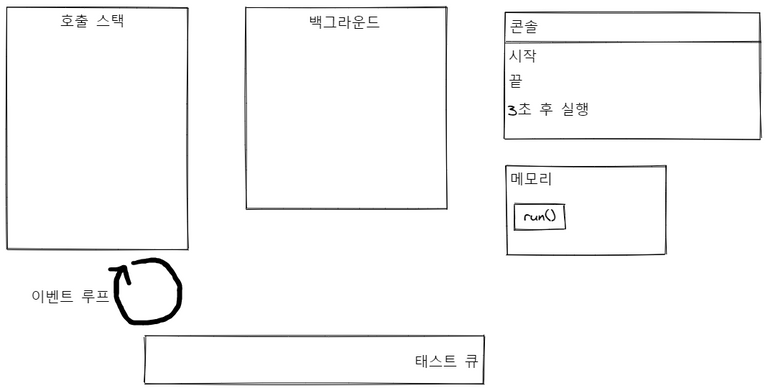 호출 스택
백그라운드
콘솔
시작
끝
3초 후 실행
메모리
run()
이벤트 루프
태스트 큐